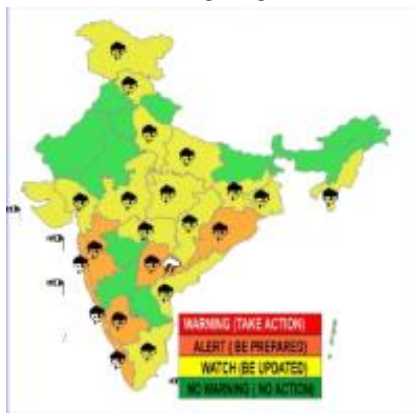 WARNING (TAKE ACTION)
ALERT ( BE PREPARED)
WATCH (BE UPDATED)
NO WARNING ( NO ACTION)